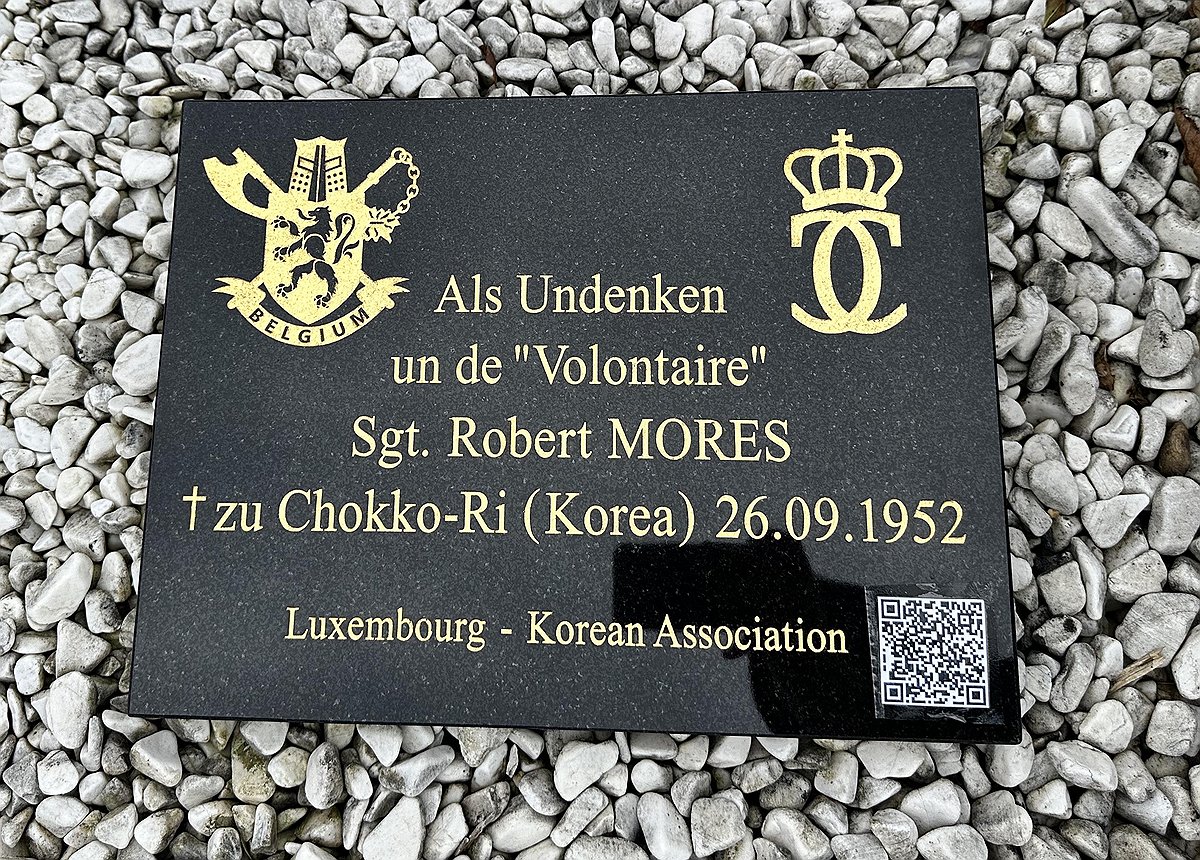 BELGIUM
Als Undenken
un de "Volontaire"
Sgt. Robert MORES
† zu Chokko-Ri (Korea) 26.09.1952
Luxembourg - Korean Association